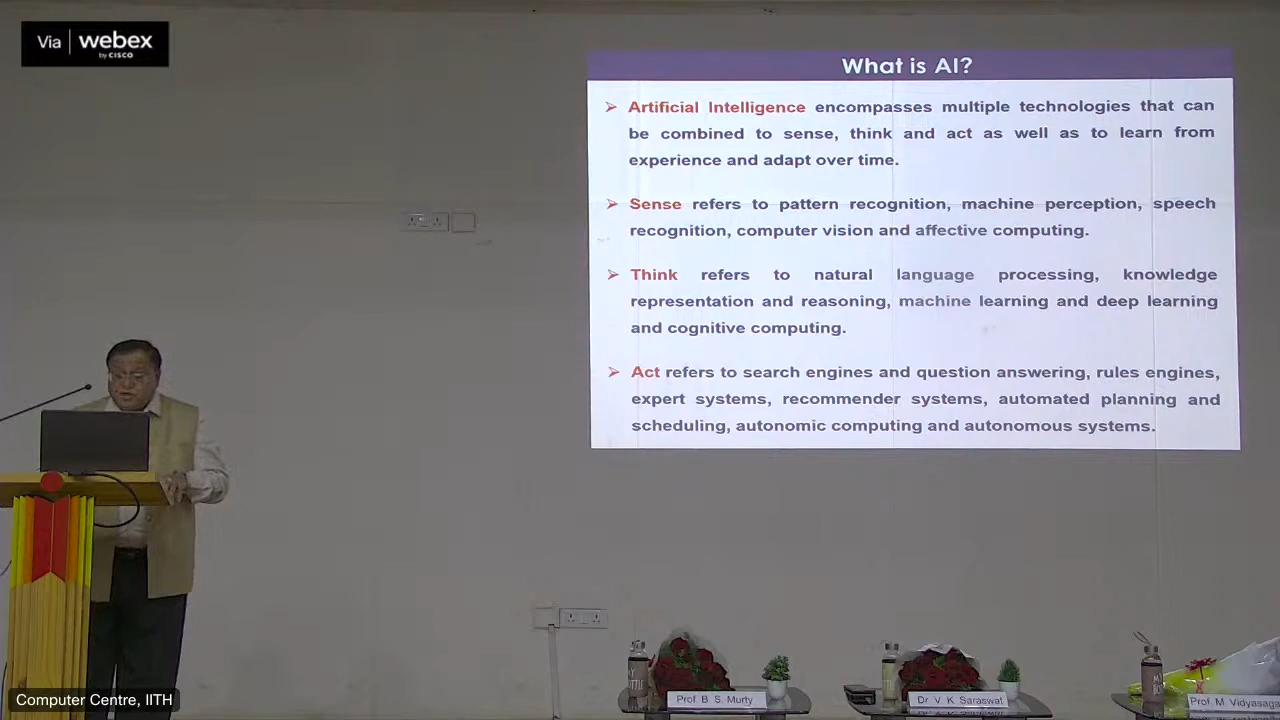 Via webex
by CISCO
What is AI?
Artificial Intelligence encompasses multiple technologies that can
be combined to sense, think and act as well as to learn from
experience and adapt over time.
Sense refers to pattern recognition, machine perception, speech
recognition, computer vision and affective computing.
Think refers to natural language processing, knowledge
representation and reasoning, machine learning and deep learning
and cognitive computing.
Act refers to search engines and question answering, rules engines,
expert systems, recommender systems, automated planning and
scheduling, autonomic computing and autonomous systems.
Computer Centre, IITH
Prof. B. S. Murty
Dr. V. K. Saraswat
Prof. M. Vidyasaga